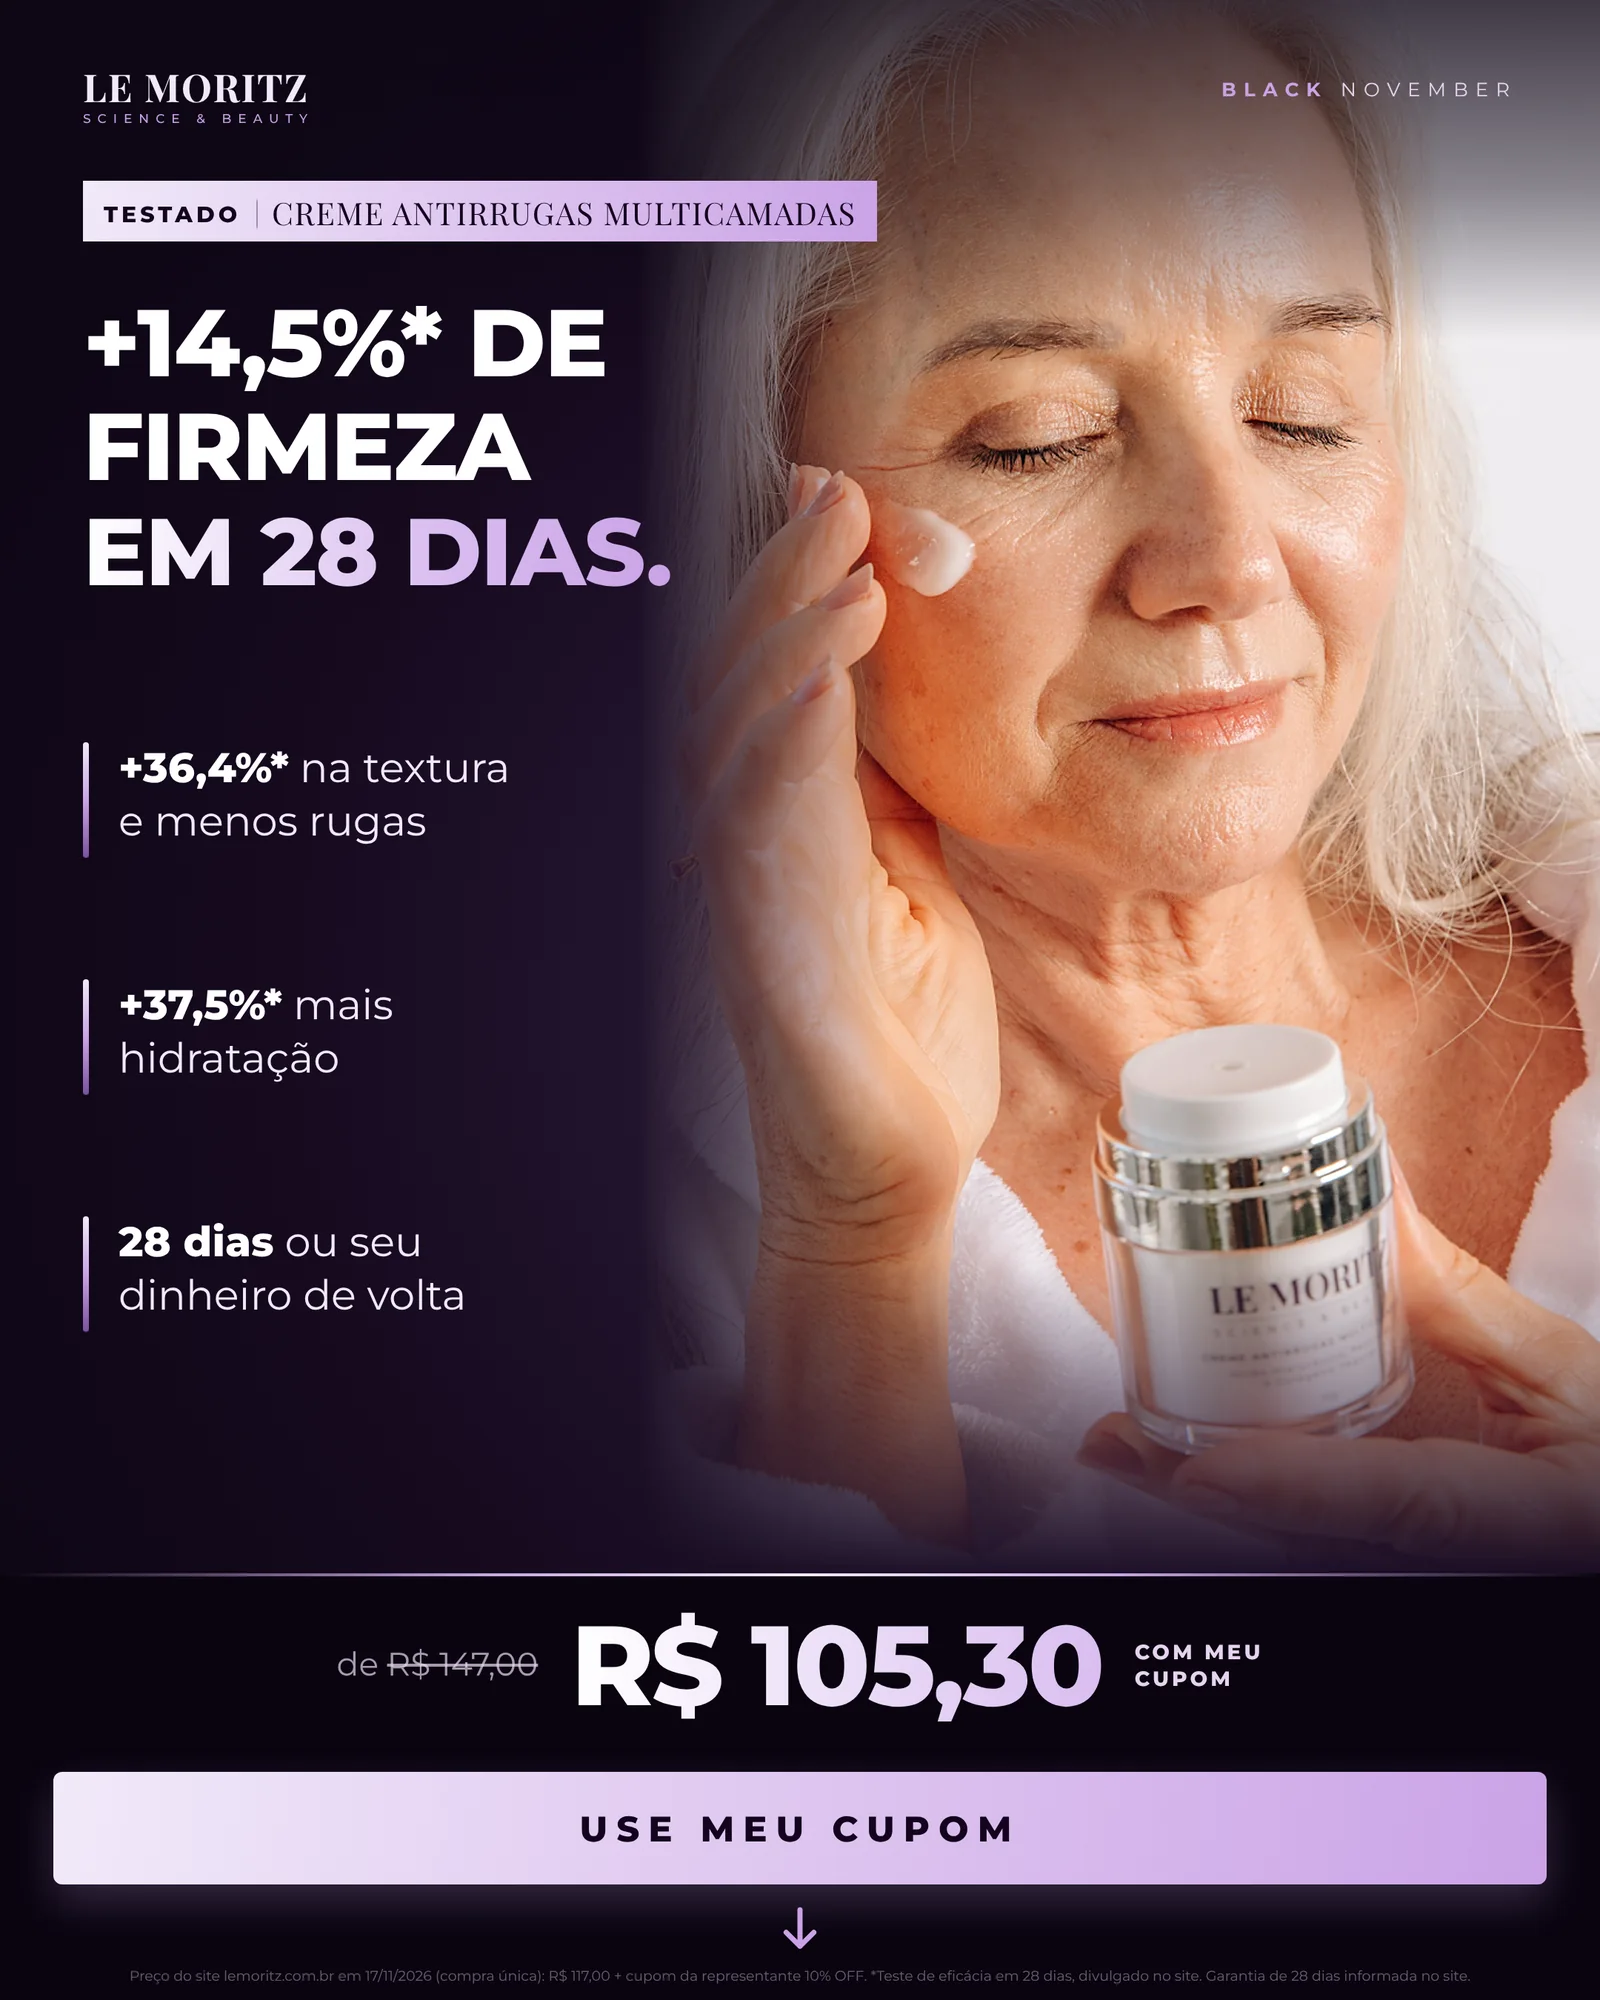 LE MORITZ
SCIENCE & BEAUTY
BLACK NOVEMBER
TESTADO | CREME ANTIRRUGAS MULTICAMADAS
+14,5%* DE
FIRMEZA
EM 28 DIAS.
+36,4%* na textura
e menos rugas
+37,5%* mais
hidratação
28 dias ou seu
dinheiro de volta
LE MORITZ
SCIENCE &
CREME ANTIRRUGAS
de R$ 147,00
R$ 105,30
COM MEU
CUPOM
USE MEU CUPOM
Preço do site lemoritz.com.br em 17/11/2026 (compra única): R$ 117,00 + cupom da representante 10% OFF. *Teste de eficácia em 28 dias, divulgado no site. Garantia de 28 dias informada no site.